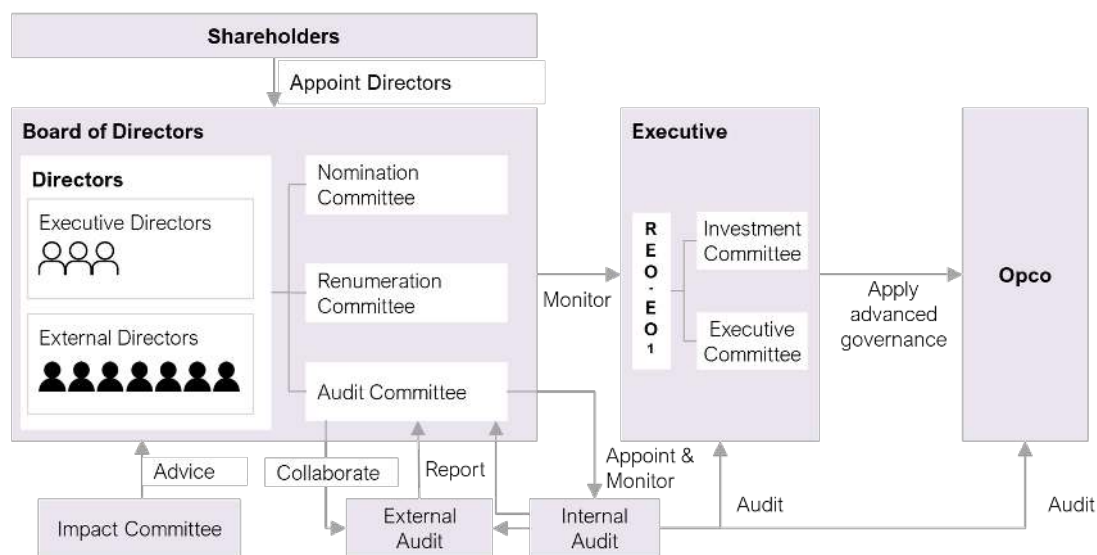 Shareholders
Appoint Directors
Board of Directors
Directors
Executive Directors
External Directors
Nomination
Committee
Renumeration
Committee
Audit Committee
Monitor
Executive
R
E
O
-
E
O
1
Investment
Committee
Executive
Committee
Apply
advanced
governance
Opco
Advice
Collaborate
Report
Appoint &
Monitor
Audit
Audit
Impact Committee
External
Audit
Internal
Audit